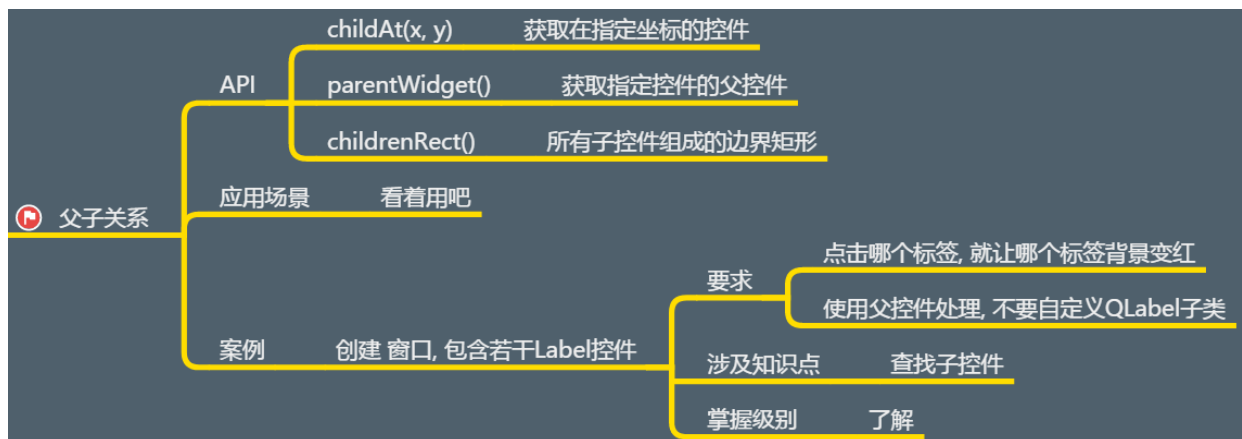 父子关系
API
childAt(x, y) 获取在指定坐标的控件
parentWidget() 获取指定控件的父控件
childrenRect() 所有子控件组成的边界矩形
应用场景 看着用吧
案例 创建 窗口, 包含若干Label控件
要求
点击哪个标签, 就让哪个标签背景变红
使用父控件处理, 不要自定义QLabel子类
涉及知识点 查找子控件
掌握级别 了解